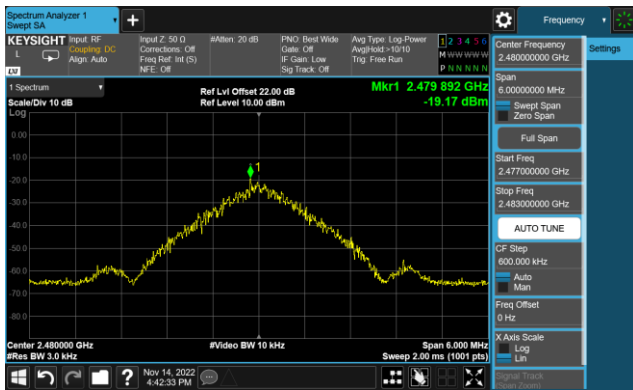 Spectrum Analyzer 1
Swept SA
Frequency
KEYSIGHT
L
Input: RF
Coupling: DC
Align: Auto
Input Z: 50 Ω
Corrections: Off
Freq Ref: Int (S)
NFE: Off
#Atten: 20 dB
PNO: Best Wide
Gate: Off
IF Gain: Low
Sig Track: Off
Avg Type: Log-Power
Avg|Hold:>10/10
Trig: Free Run
1 2 3 4 5 6
M W W W W W
P N N N N N
LXI
1 Spectrum
Scale/Div 10 dB
Log
Ref Lvl Offset 22.00 dB
Ref Level 10.00 dBm
Mkr1 2.479 892 GHz
-19.17 dBm
0.00
-10.0
-20.0
-30.0
-40.0
-50.0
-60.0
-70.0
-80.0
1
Center 2.480000 GHz
#Res BW 3.0 kHz
#Video BW 10 kHz
Span 6.000 MHz
Sweep 2.00 ms (1001 pts)
Center Frequency
2.480000000 GHz
Settings
Span
6.00000000 MHz
Swept Span
Zero Span
Full Span
Start Freq
2.477000000 GHz
Stop Freq
2.483000000 GHz
AUTO TUNE
CF Step
600.000 kHz
Auto
Man
Freq Offset
0 Hz
X Axis Scale
Log
Lin
Signal Track
(Span Zoom)
?
Nov 14, 2022
4:42:33 PM